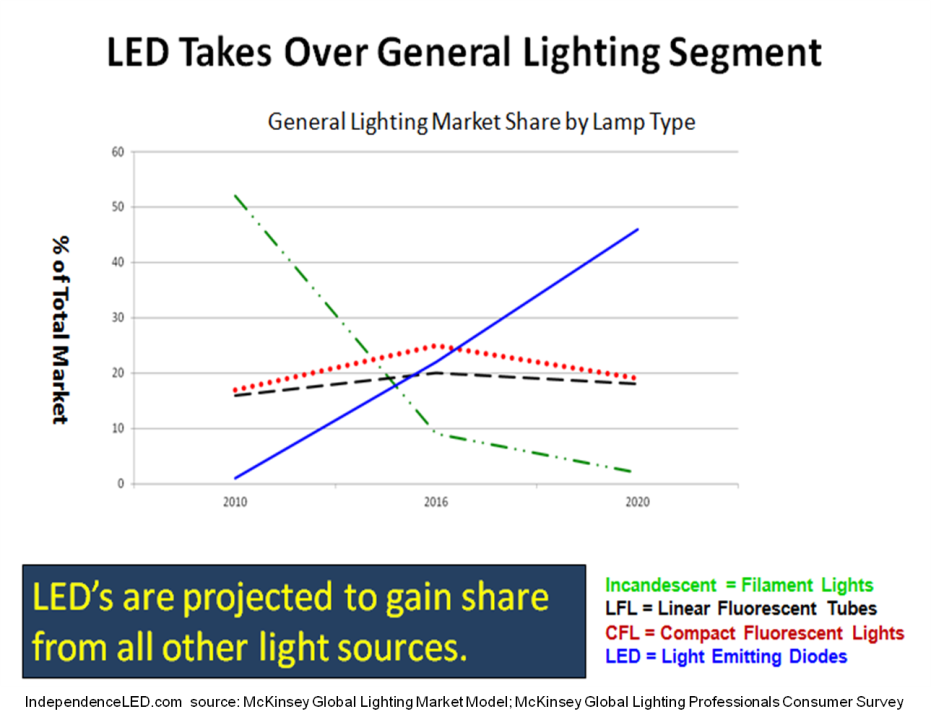 LED Takes Over General Lighting Segment
General Lighting Market Share by Lamp Type
60
50
40
30
20
10
0
% of Total Market
2010
2016
2020
LED's are projected to gain share
from all other light sources.
Incandescent = Filament Lights
LFL = Linear Fluorescent Tubes
CFL = Compact Fluorescent Lights
LED = Light Emitting Diodes
IndependenceLED.com source: McKinsey Global Lighting Market Model; McKinsey Global Lighting Professionals Consumer Survey